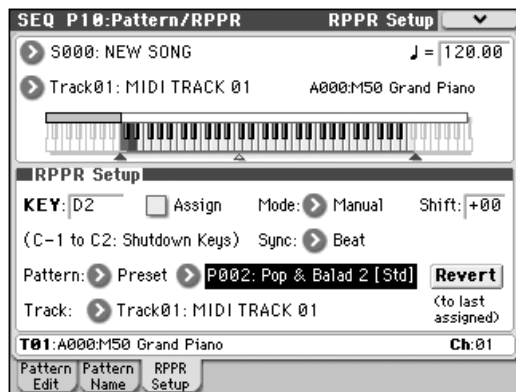 SEQ P10:Pattern/RPPR RPPR Setup
S000: NEW SONG ♩ = 120.00
Track01: MIDI TRACK 01 A000:M50 Grand Piano
RPPR Setup
KEY: D2 Assign Mode: Manual Shift: +00
(C-1 to C2: Shutdown Keys) Sync: Beat
Pattern: Preset P002: Pop & Balad 2 [Std] Revert
Track: Track01: MIDI TRACK 01 (to last assigned)
T01:A000:M50 Grand Piano Ch:01
Pattern Edit Pattern Name RPPR Setup